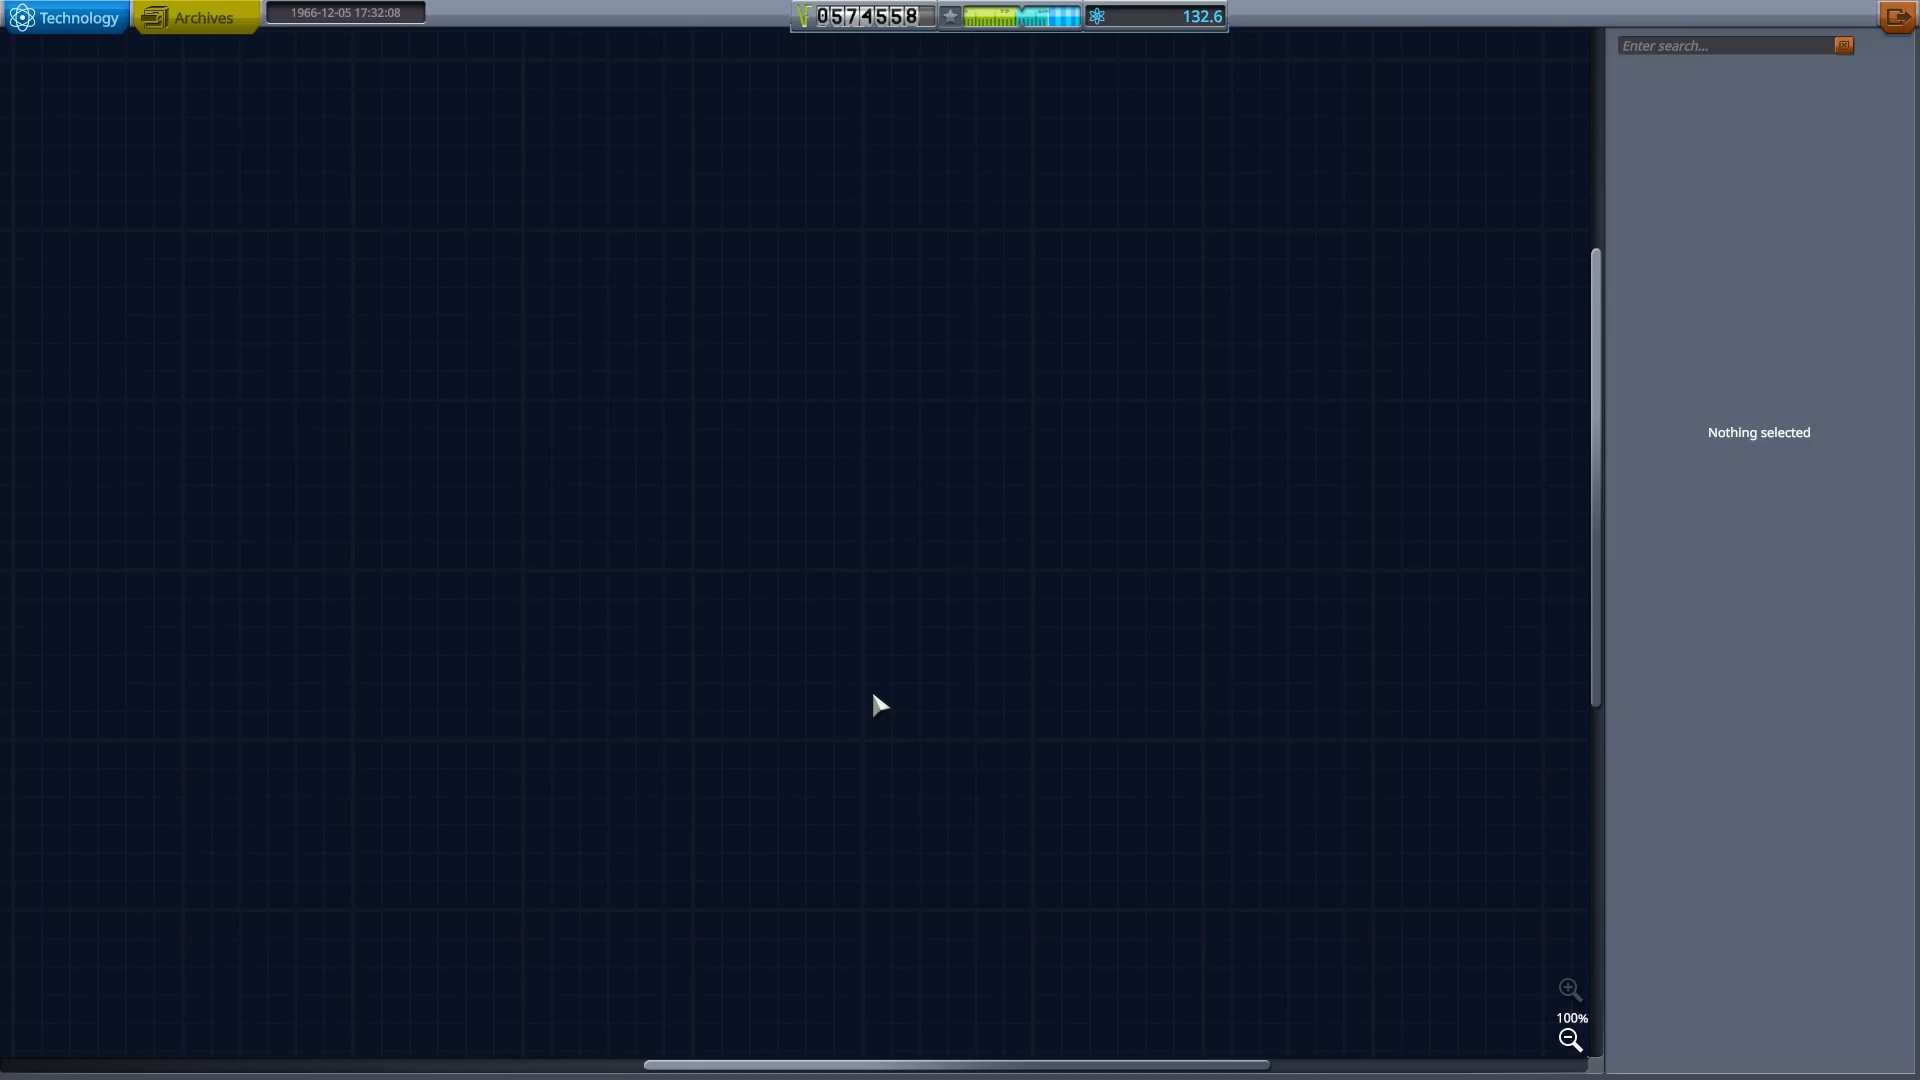 Technology
Archives
1966-12-05 17:32:08
0574558
132.6
Enter search...
Nothing selected
100%